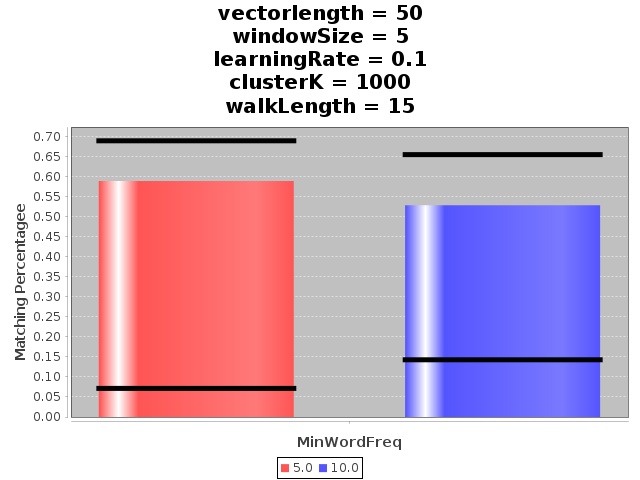 vectorlength = 50
windowSize = 5
learningRate = 0.1
clusterK = 1000
walkLength = 15
Matching Percentagee
0.70
0.65
0.60
0.55
0.50
0.45
0.40
0.35
0.30
0.25
0.20
0.15
0.10
0.05
0.00
MinWordFreq
5.0 10.0